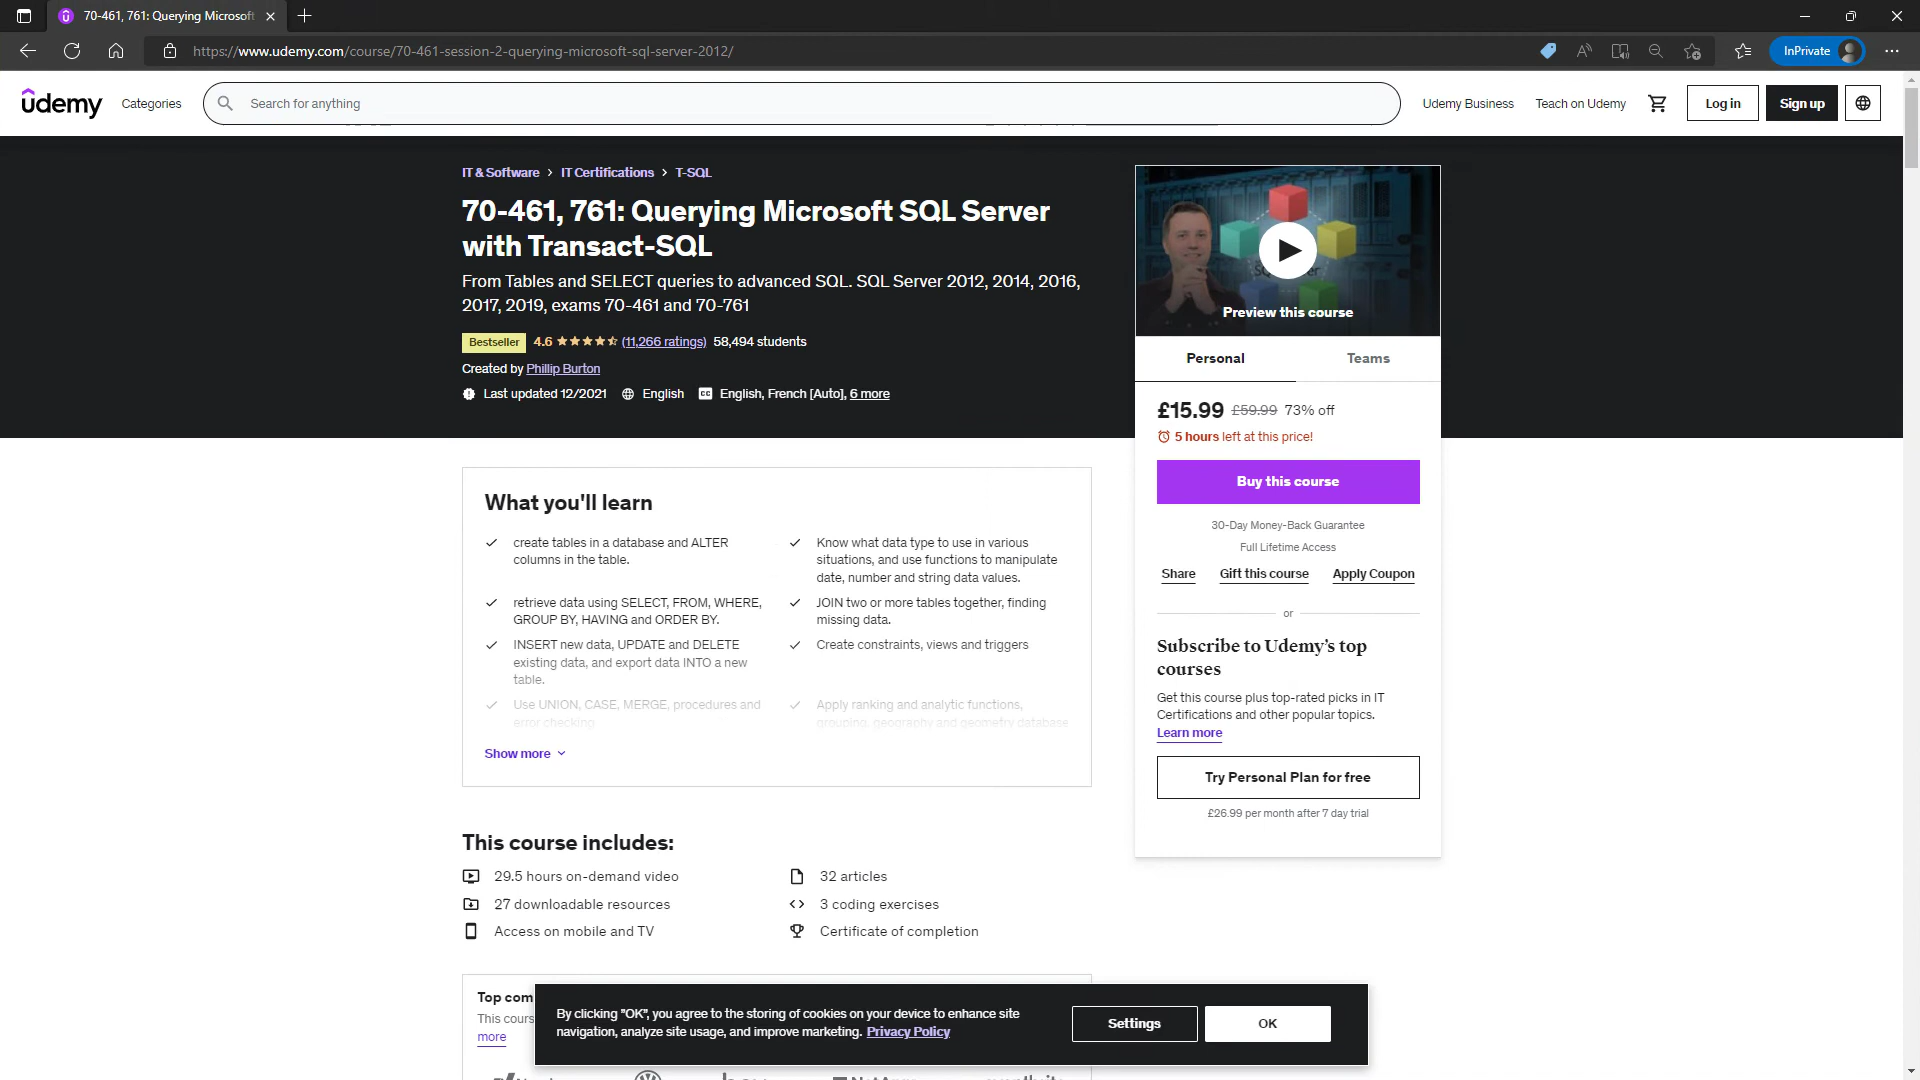 70-461, 761: Querying Microsoft
https://www.udemy.com/course/70-461-session-2-querying-microsoft-sql-server-2012/
InPrivate
udemy
Categories
Search for anything
Udemy Business
Teach on Udemy
Log in
Sign up
IT & Software > IT Certifications > T-SQL
70-461, 761: Querying Microsoft SQL Server
with Transact-SQL
From Tables and SELECT queries to advanced SQL. SQL Server 2012, 2014, 2016,
2017, 2019, exams 70-461 and 70-761
Bestseller 4.6 (11,266 ratings) 58,494 students
Created by Phillip Burton
Last updated 12/2021 English English, French [Auto], 6 more
Preview this course
Personal
Teams
£15.99 £59.99 73% off
5 hours left at this price!
Buy this course
30-Day Money-Back Guarantee
Full Lifetime Access
Share
Gift this course
Apply Coupon
or
Subscribe to Udemy's top
courses
Get this course plus top-rated picks in IT
Certifications and other popular topics.
Learn more
Try Personal Plan for free
£26.99 per month after 7 day trial
What you'll learn
create tables in a database and ALTER
columns in the table.
Know what data type to use in various
situations, and use functions to manipulate
date, number and string data values.
retrieve data using SELECT, FROM, WHERE,
GROUP BY, HAVING and ORDER BY.
JOIN two or more tables together, finding
missing data.
INSERT new data, UPDATE and DELETE
existing data, and export data INTO a new
table.
Create constraints, views and triggers
Use UNION, CASE, MERGE, procedures and
error checking
Apply ranking and analytic functions,
grouping, geography and geometry database
Show more
This course includes:
29.5 hours on-demand video
32 articles
27 downloadable resources
3 coding exercises
Access on mobile and TV
Certificate of completion
Top com
This cours
more
By clicking "OK", you agree to the storing of cookies on your device to enhance site
navigation, analyze site usage, and improve marketing. Privacy Policy
Settings
OK